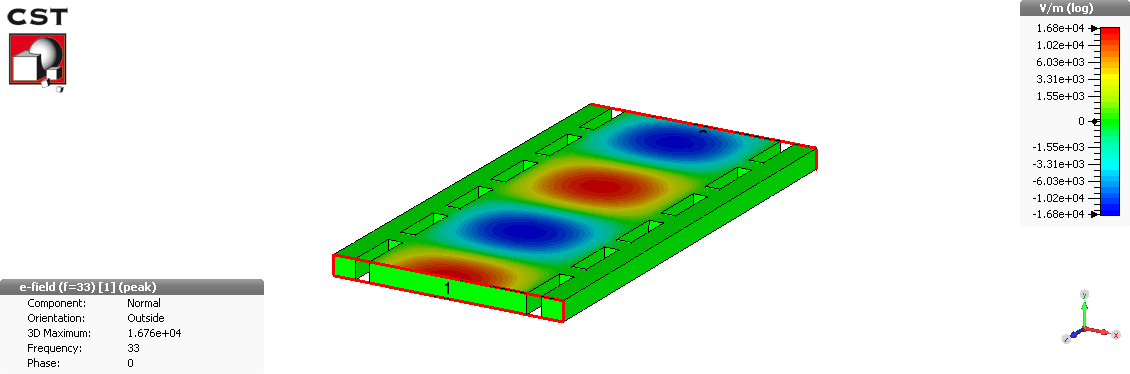 CST
V/m (log)
1.68e+04
1.02e+04
6.03e+03
3.31e+03
1.55e+03
0
-1.55e+03
-3.31e+03
-6.03e+03
-1.02e+04
-1.68e+04
1
e-field (f=33) [1] (peak)
Component: Normal
Orientation: Outside
3D Maximum: 1.676e+04
Frequency: 33
Phase: 0
y
x
z